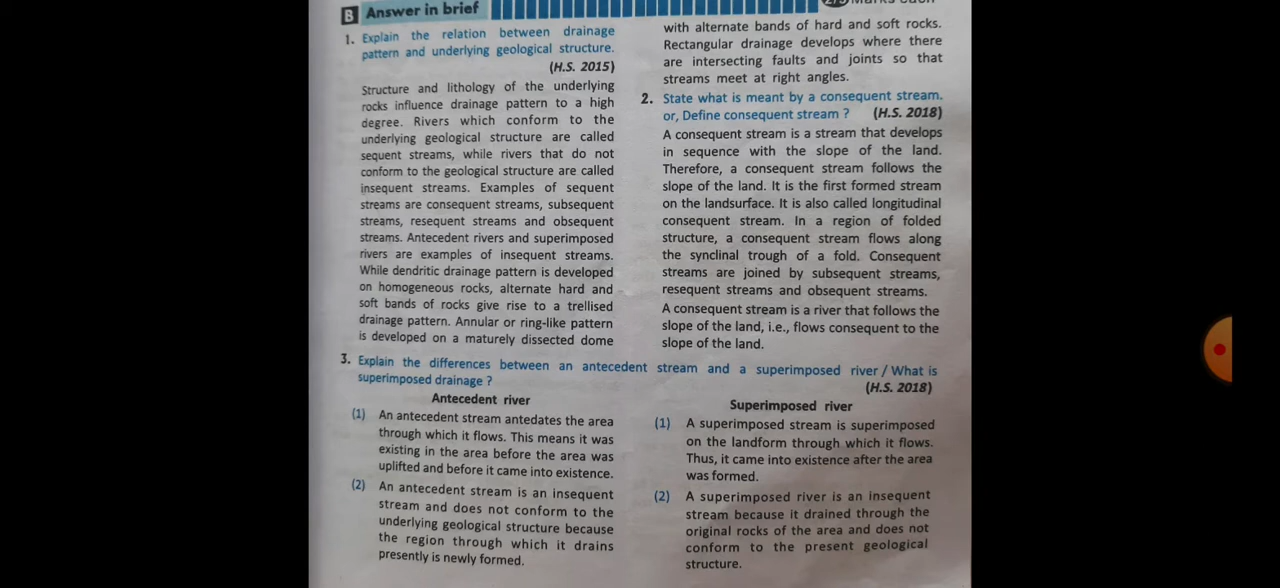 B Answer in brief
1. Explain the relation between drainage
pattern and underlying geological structure.
(H.S. 2015)
Structure and lithology of the underlying
rocks influence drainage pattern to a high
degree. Rivers which conform to the
underlying geological structure are called
sequent streams, while rivers that do not
conform to the geological structure are called
insequent streams. Examples of sequent
streams are consequent streams, subsequent
streams, resequent streams and obsequent
streams. Antecedent rivers and superimposed
rivers are examples of insequent streams.
While dendritic drainage pattern is developed
on homogeneous rocks, alternate hard and
soft bands of rocks give rise to a trellised
drainage pattern. Annular or ring-like pattern
is developed on a maturely dissected dome
with alternate bands of hard and soft rocks.
Rectangular drainage develops where there
are intersecting faults and joints so that
streams meet at right angles.
2. State what is meant by a consequent stream.
or, Define consequent stream ? (H.S. 2018)
A consequent stream is a stream that develops
in sequence with the slope of the land.
Therefore, a consequent stream follows the
slope of the land. It is the first formed stream
on the landsurface. It is also called longitudinal
consequent stream. In a region of folded
structure, a consequent stream flows along
the synclinal trough of a fold. Consequent
streams are joined by subsequent streams,
resequent streams and obsequent streams.
A consequent stream is a river that follows the
slope of the land, i.e., flows consequent to the
slope of the land.
3. Explain the differences between an antecedent stream and a superimposed river / What is
superimposed drainage ? (H.S. 2018)
Antecedent river
(1) An antecedent stream antedates the area
through which it flows. This means it was
existing in the area before the area was
uplifted and before it came into existence.
(2) An antecedent stream is an insequent
stream and does not conform to the
underlying geological structure because
the region through which it drains
presently is newly formed.
Superimposed river
(1) A superimposed stream is superimposed
on the landform through which it flows.
Thus, it came into existence after the area
was formed.
(2) A superimposed river is an insequent
stream because it drained through the
original rocks of the area and does not
conform to the present geological
structure.